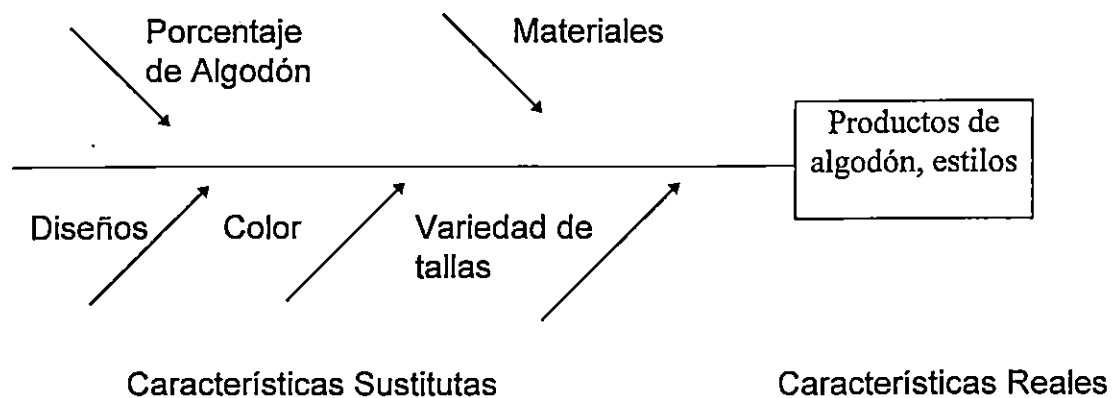 Porcentaje
de Algodón
Materiales
Productos de
algodón, estilos
Diseños
Color
Variedad de
tallas
Características Sustitutas
Características Reales